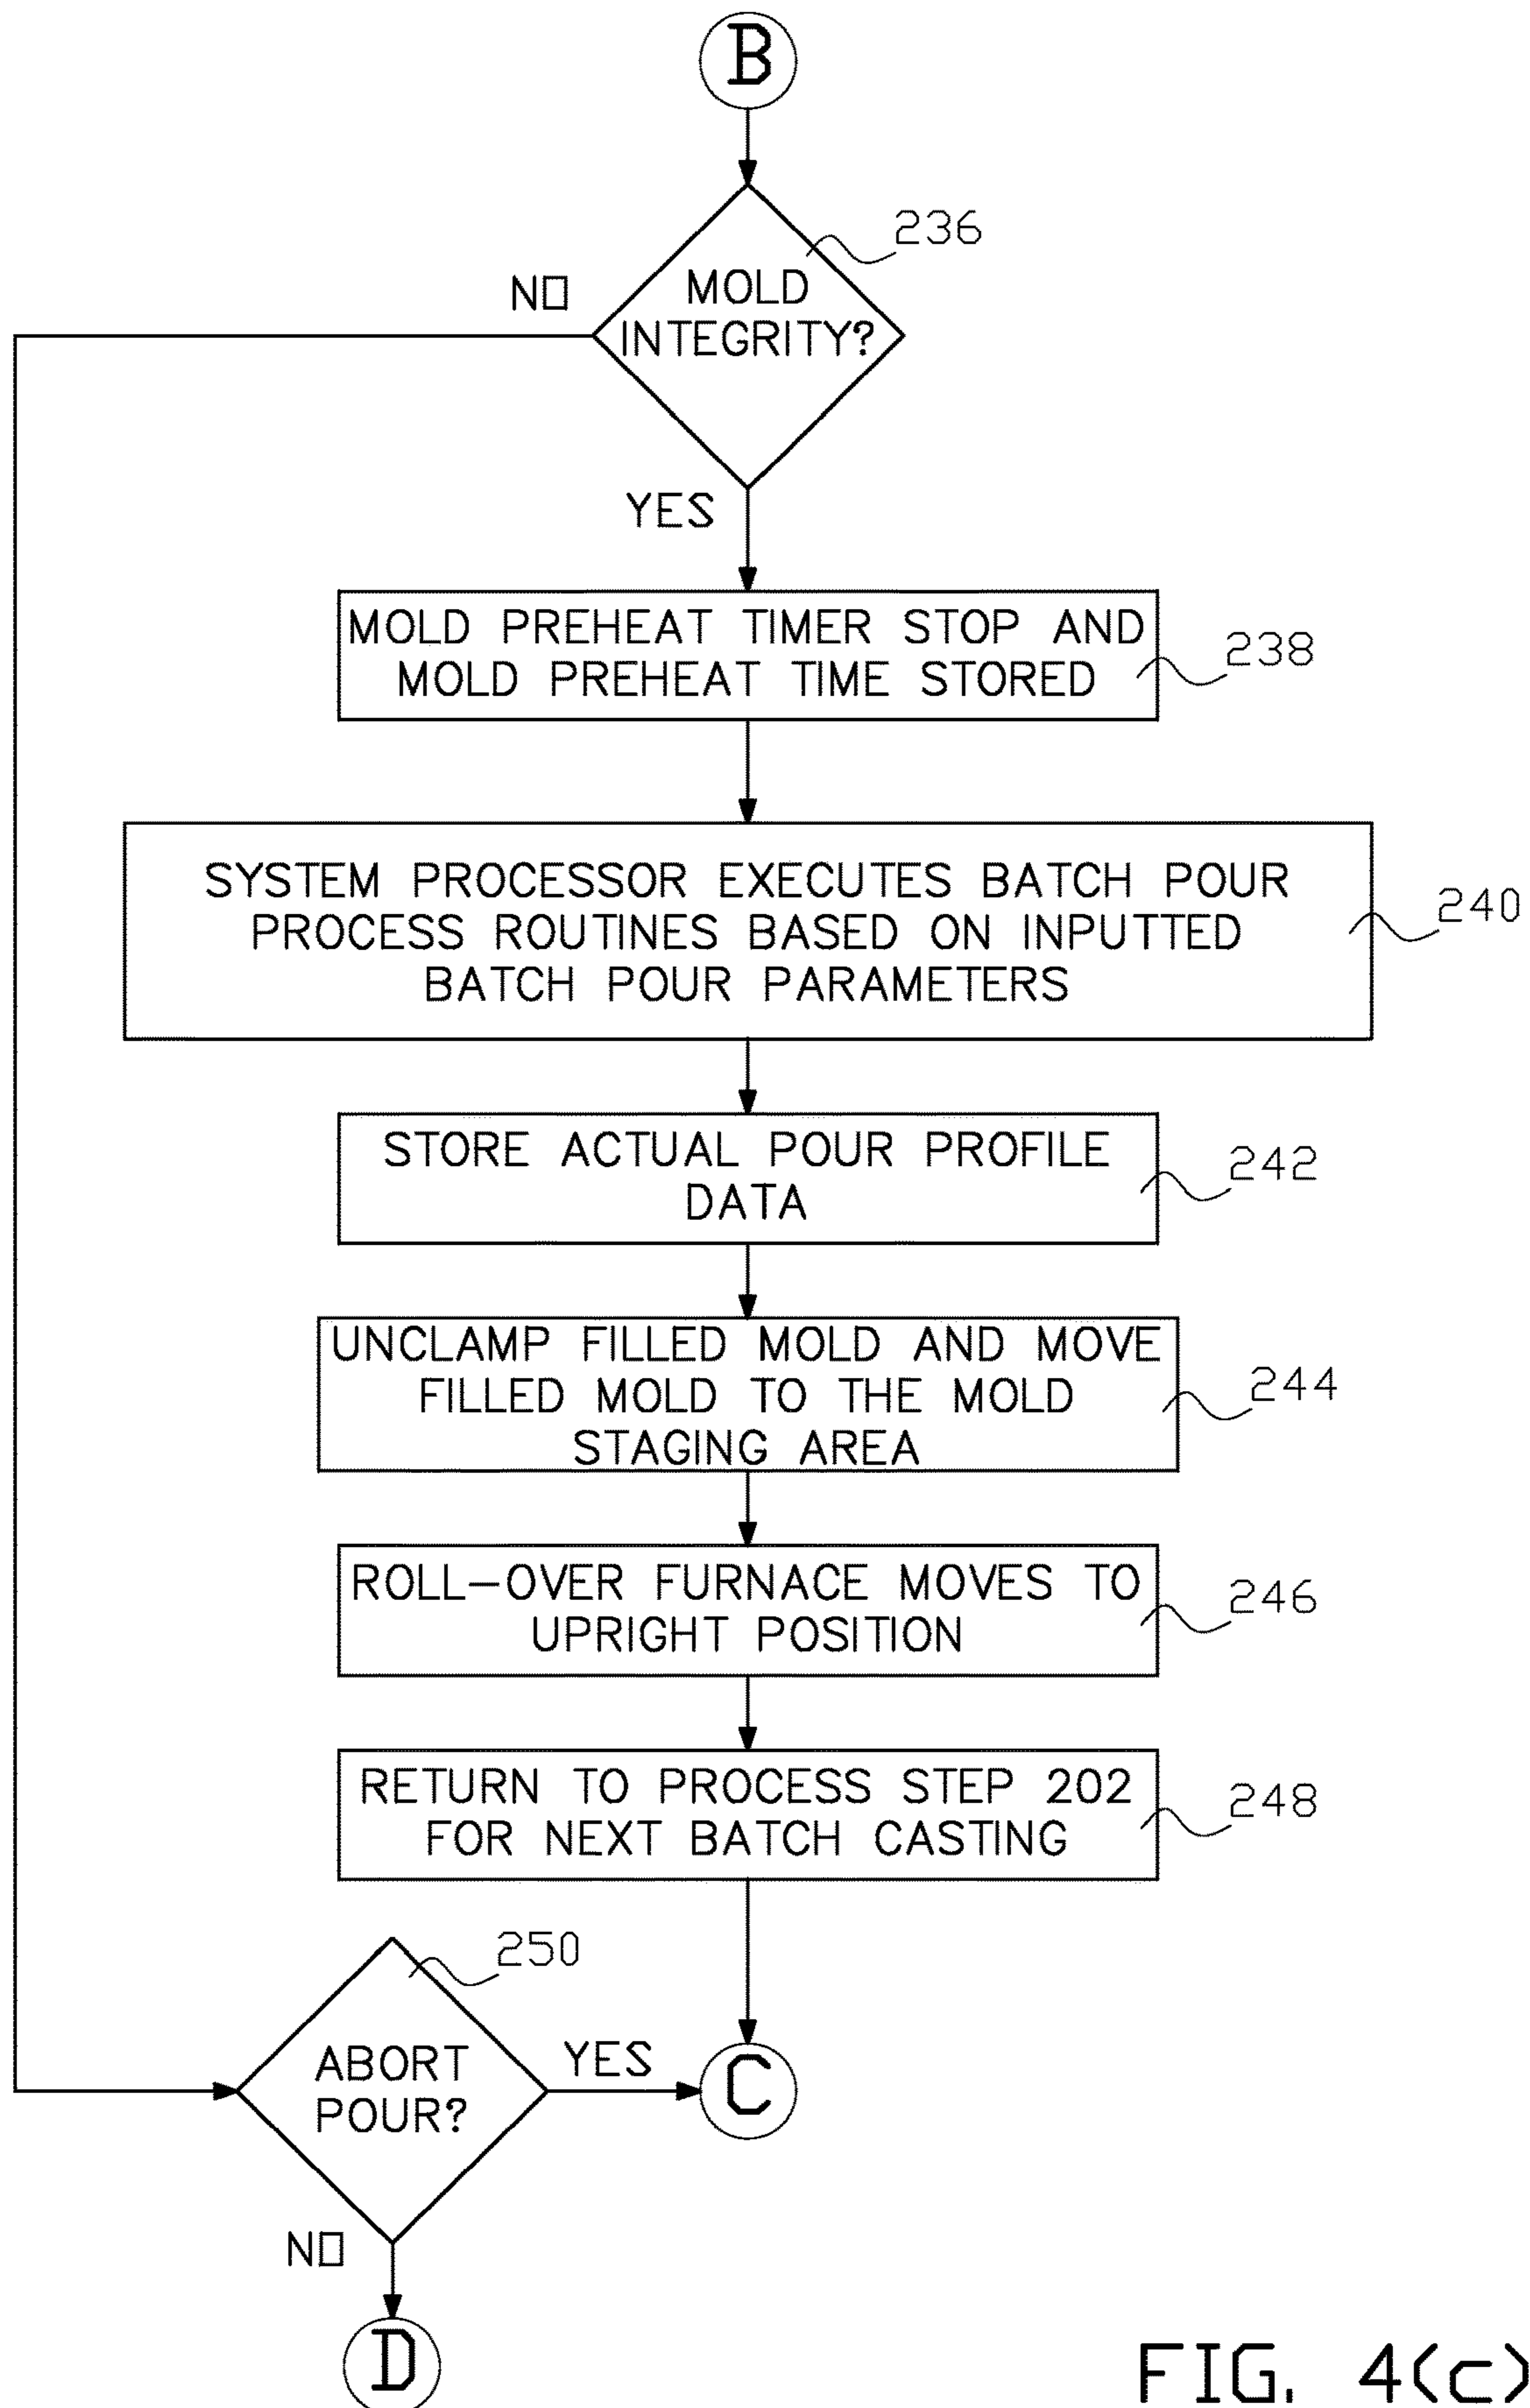 B
236
NO
MOLD
INTEGRITY?
YES
MOLD PREHEAT TIMER STOP AND
MOLD PREHEAT TIME STORED
238
SYSTEM PROCESSOR EXECUTES BATCH POUR
PROCESS ROUTINES BASED ON INPUTTED
BATCH POUR PARAMETERS
240
STORE ACTUAL POUR PROFILE
DATA
242
UNCLAMP FILLED MOLD AND MOVE
FILLED MOLD TO THE MOLD
STAGING AREA
244
ROLL-OVER FURNACE MOVES TO
UPRIGHT POSITION
246
RETURN TO PROCESS STEP 202
FOR NEXT BATCH CASTING
248
250
ABORT
POUR?
YES
C
NO
D
FIG. 4(c)